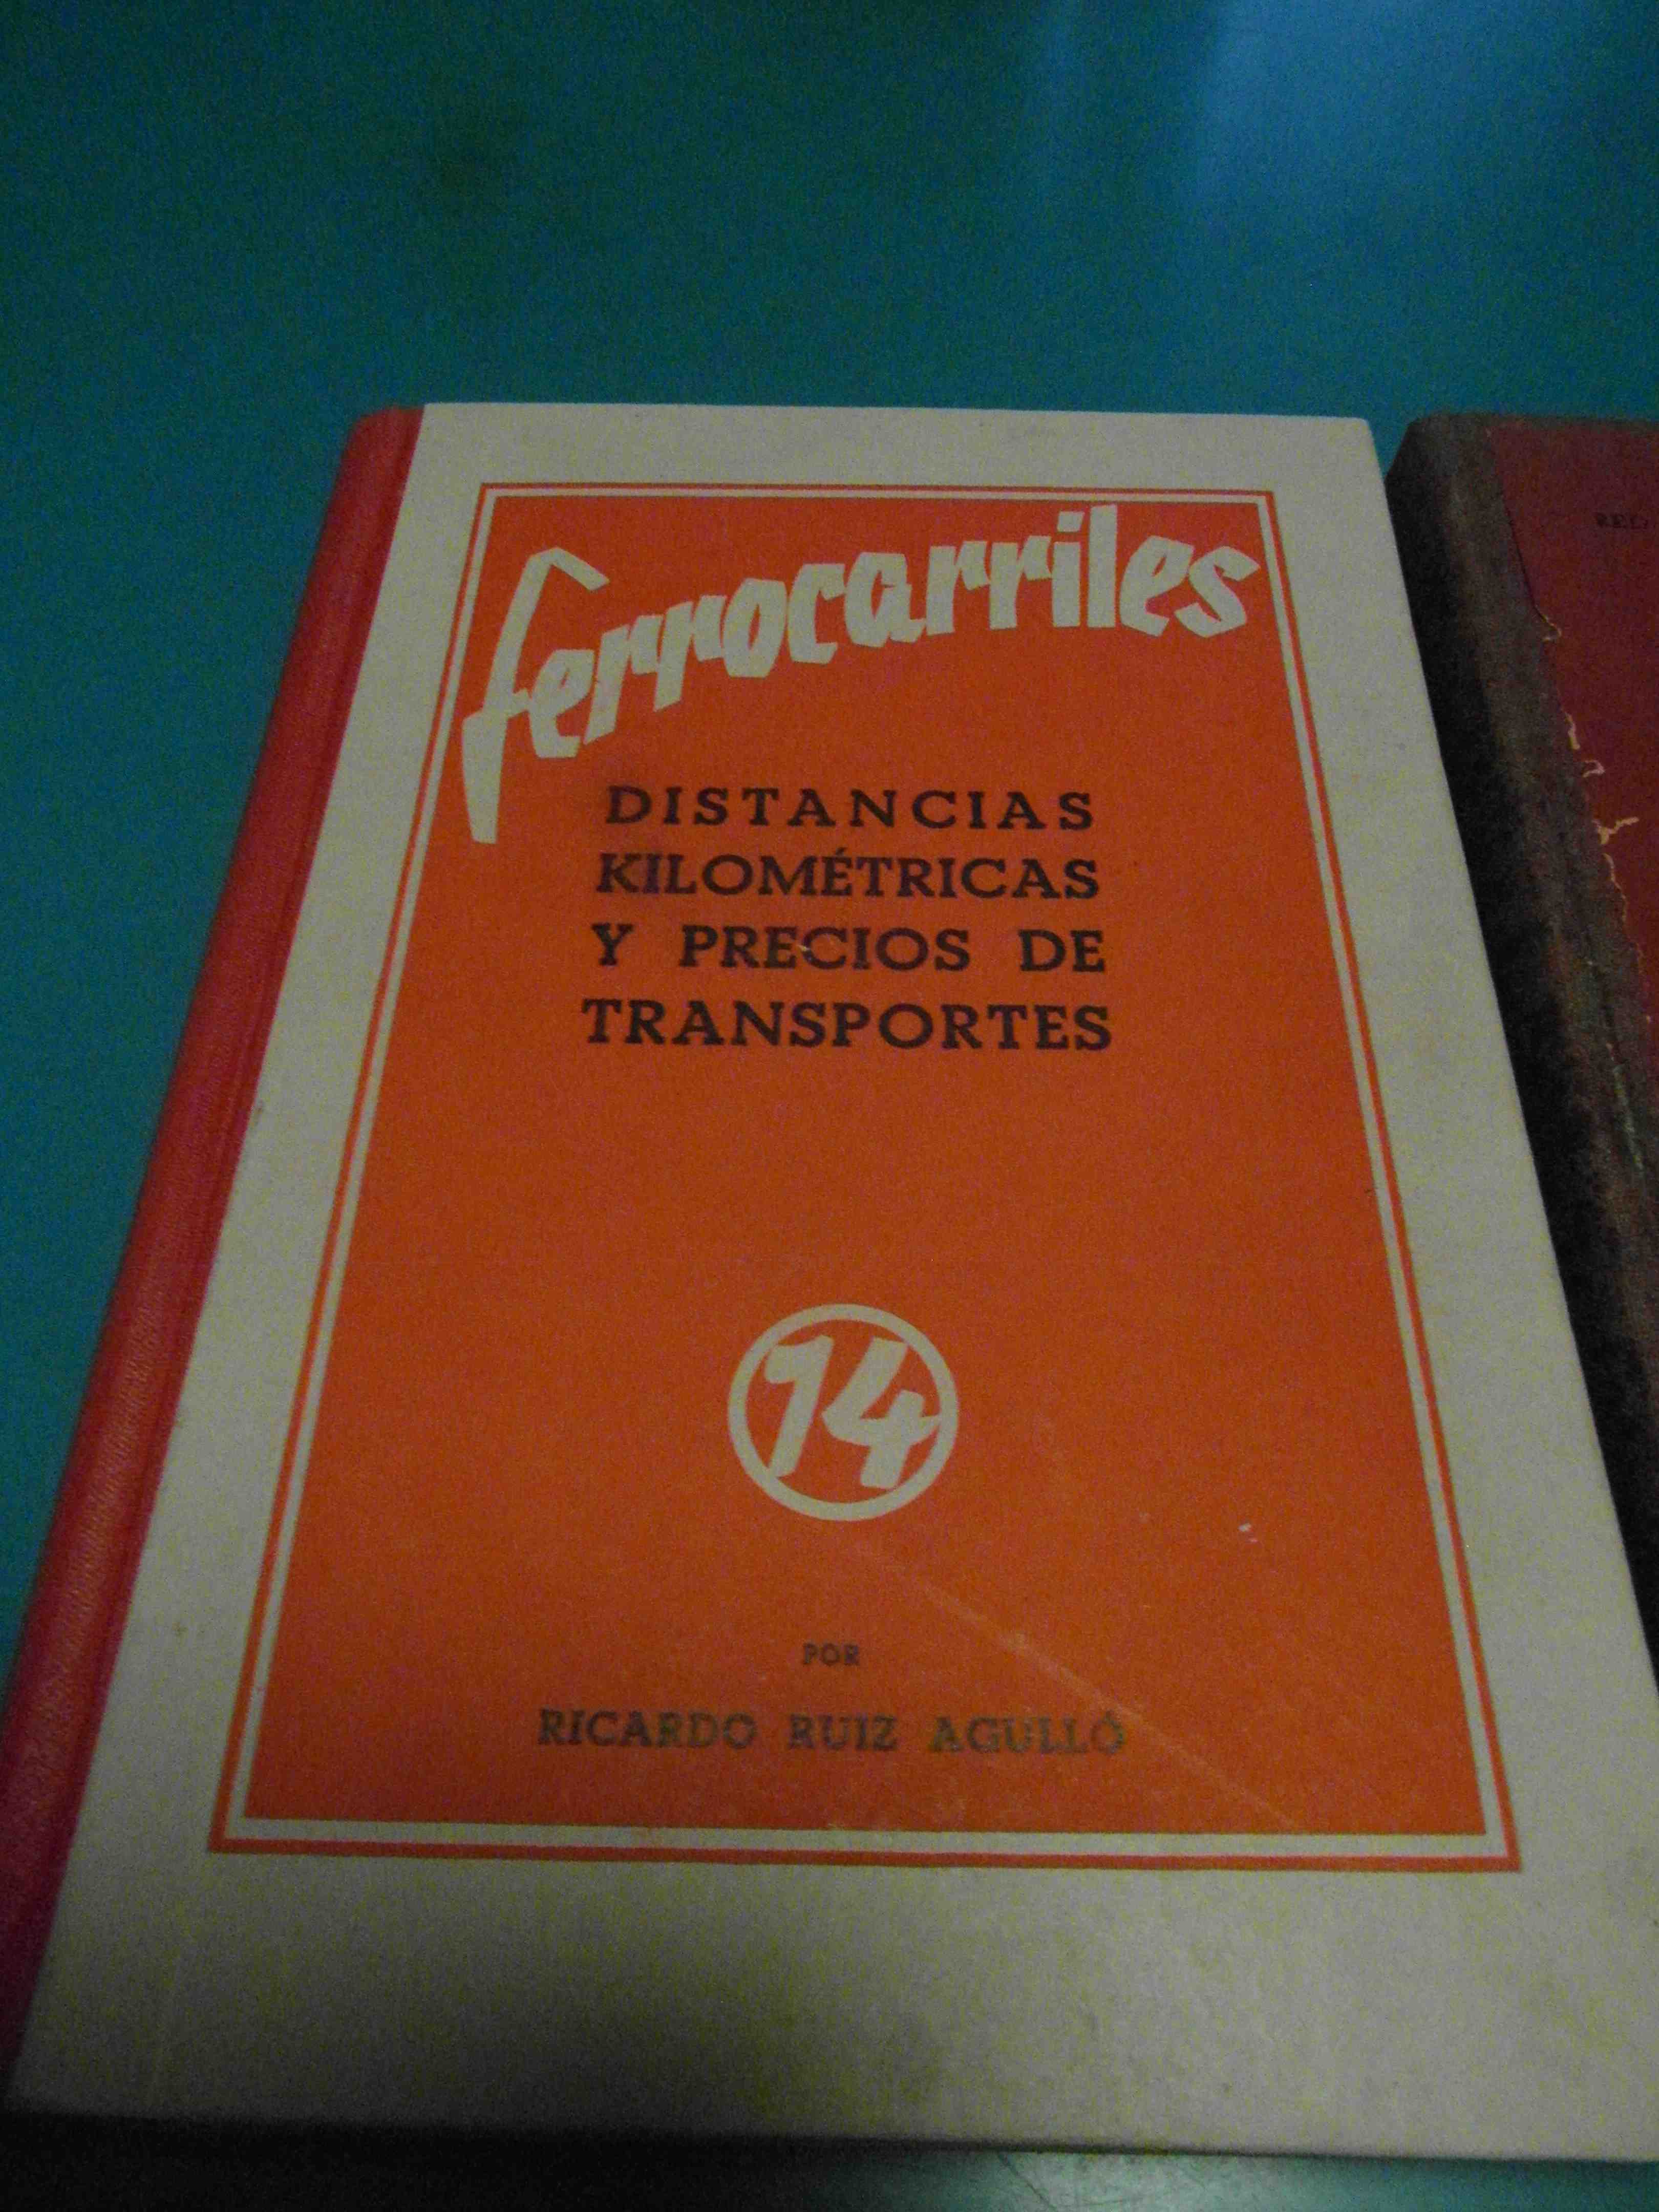 ferrocarriles
DISTANCIAS
KILOMÉTRICAS
Y PRECIOS DE
TRANSPORTES
14
POR
RICARDO RUIZ AGULLÓ